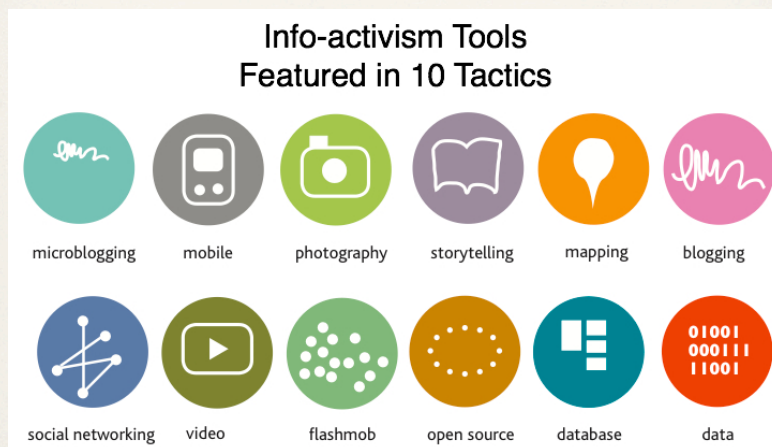 Info-activism Tools
Featured in 10 Tactics
microblogging mobile photography storytelling mapping blogging
01001
000111
11001
social networking video flashmob open source database data